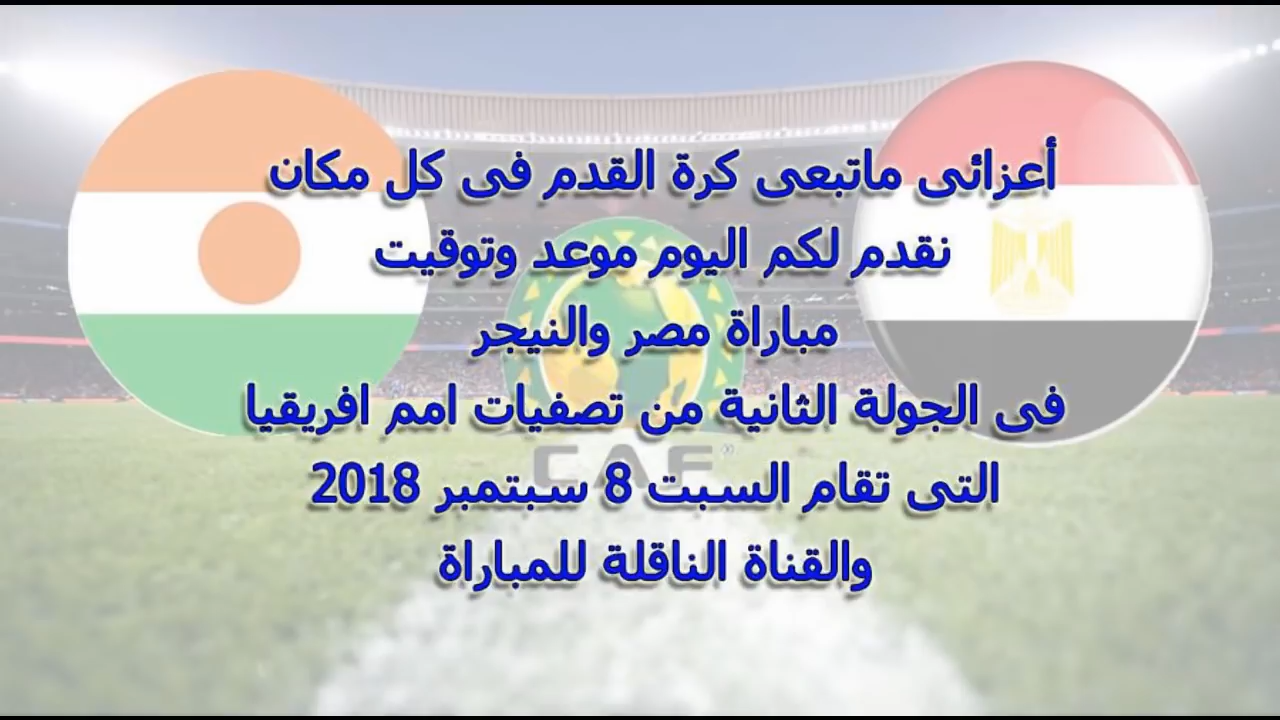 أعزائى ماتبعى كرة القدم فى كل مكان
نقدم لكم اليوم موعد وتوقيت
مباراة مصر والنيجر
فى الجولة الثانية من تصفيات امم افريقيا
التى تقام السبت 8 سبتمبر 2018
والقناة الناقلة للمباراة
CAF®